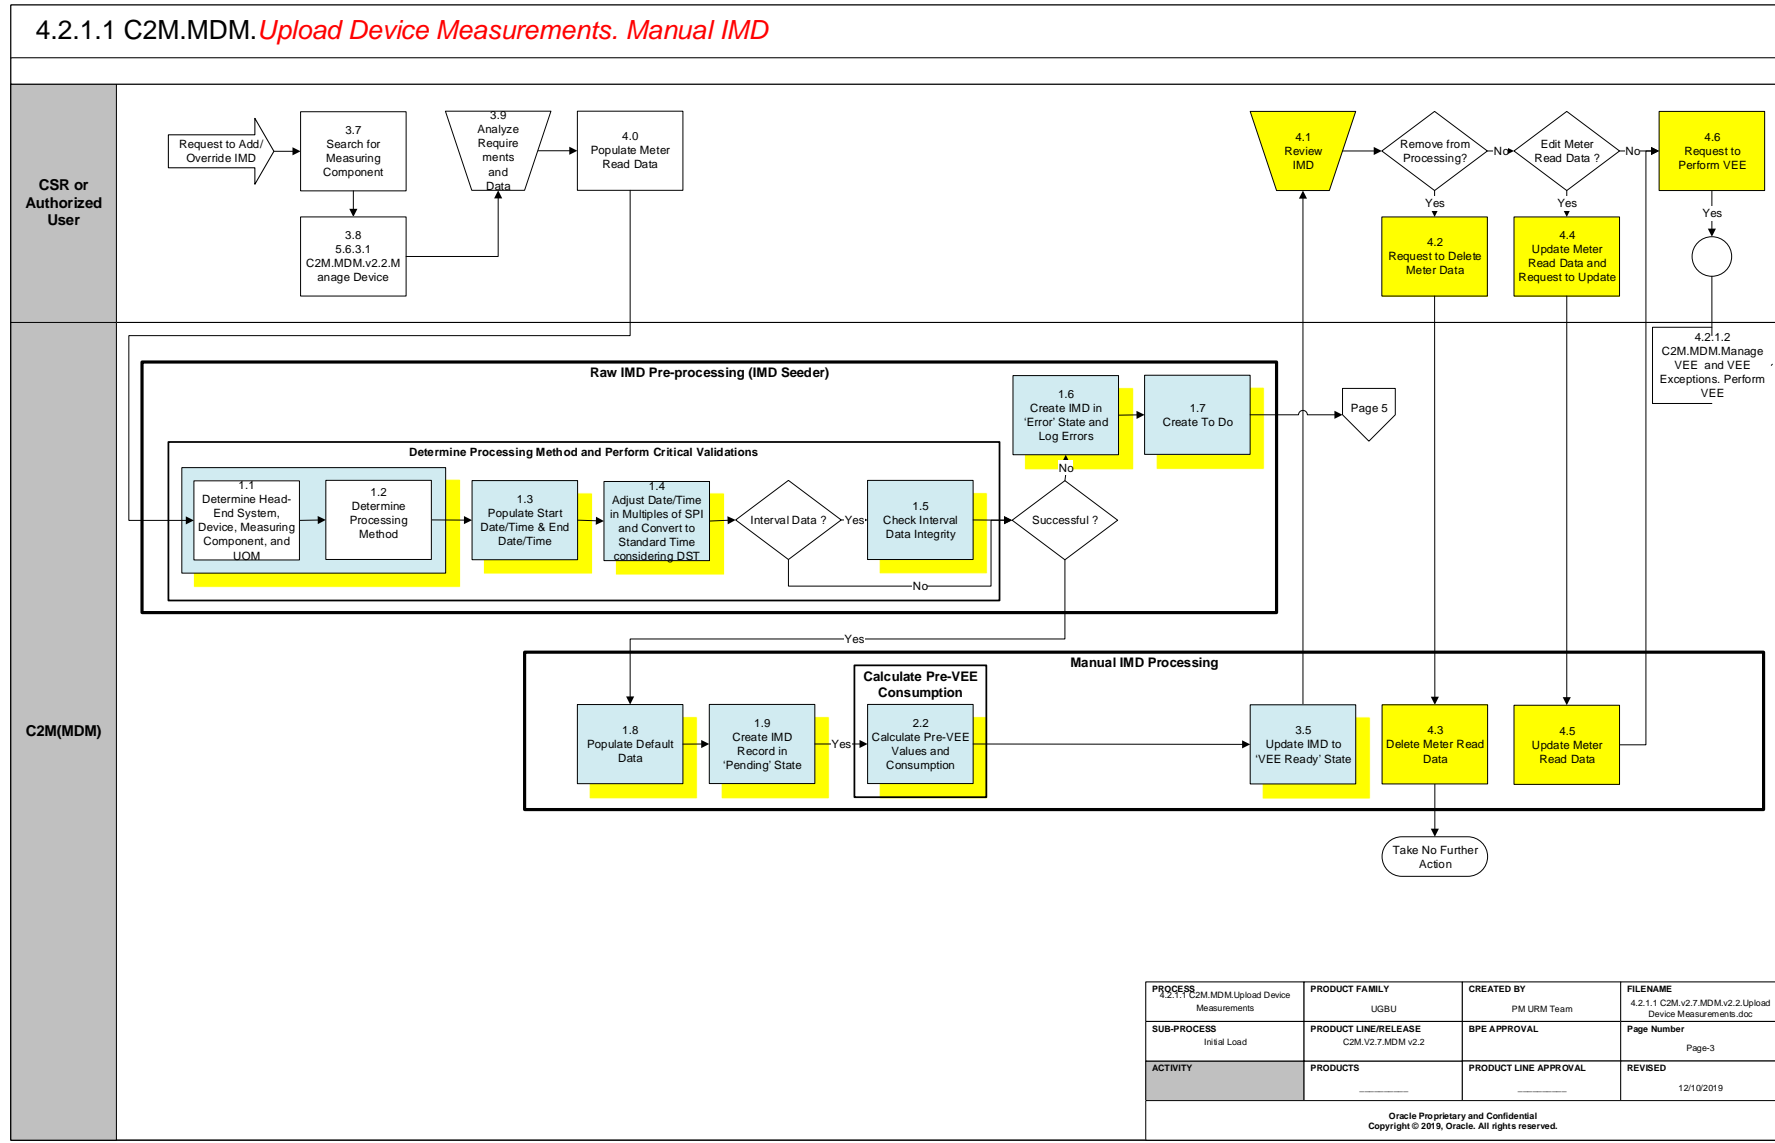 4.2.1.1 C2M.MDM.Upload Device Measurements. Manual IMD
CSR or
Authorized
User
Request to Add/
Override IMD
3.7
Search for
Measuring
Component
3.8
5.6.3.1
C2M.MDM.v2.2.M
anage Device
3.9
Analyze
Require
ments
and
Data
4.0
Populate Meter
Read Data
4.1
Review
IMD
Remove from
Processing?
No
Yes
Edit Meter
Read Data ?
No
Yes
4.6
Request to
Perform VEE
Yes
4.2
Request to Delete
Meter Data
4.4
Update Meter
Read Data and
Request to Update
4.2.1.2
C2M.MDM.Manage
VEE and VEE
Exceptions. Perform
VEE
C2M(MDM)
Raw IMD Pre-processing (IMD Seeder)
1.6
Create IMD in
‘Error’ State and
Log Errors
1.7
Create To Do
Page 5
Determine Processing Method and Perform Critical Validations
1.1
Determine Head-
End System,
Device, Measuring
Component, and
UOM
1.2
Determine
Processing
Method
1.3
Populate Start
Date/Time & End
Date/Time
1.4
Adjust Date/Time
in Multiples of SPI
and Convert to
Standard Time
considering DST
Interval Data ?
Yes
No
1.5
Check Interval
Data Integrity
Successful ?
No
Yes
Manual IMD Processing
Calculate Pre-VEE
Consumption
1.8
Populate Default
Data
1.9
Create IMD
Record in
‘Pending’ State
Yes
2.2
Calculate Pre-VEE
Values and
Consumption
3.5
Update IMD to
‘VEE Ready’ State
4.3
Delete Meter Read
Data
4.5
Update Meter
Read Data
Take No Further
Action
PROCESS
4.2.1.1 C2M.MDM.Upload Device
Measurements
PRODUCT FAMILY
UGBU
CREATED BY
PM URM Team
FILENAME
4.2.1.1 C2M.v2.7.MDM.v2.2.Upload
Device Measurements.doc
SUB-PROCESS
Initial Load
PRODUCT LINE/RELEASE
C2M.V2.7.MDM v2.2
BPE APPROVAL
Page Number
Page-3
ACTIVITY
PRODUCTS
PRODUCT LINE APPROVAL
REVISED
12/10/2019
Oracle Proprietary and Confidential
Copyright © 2019, Oracle. All rights reserved.